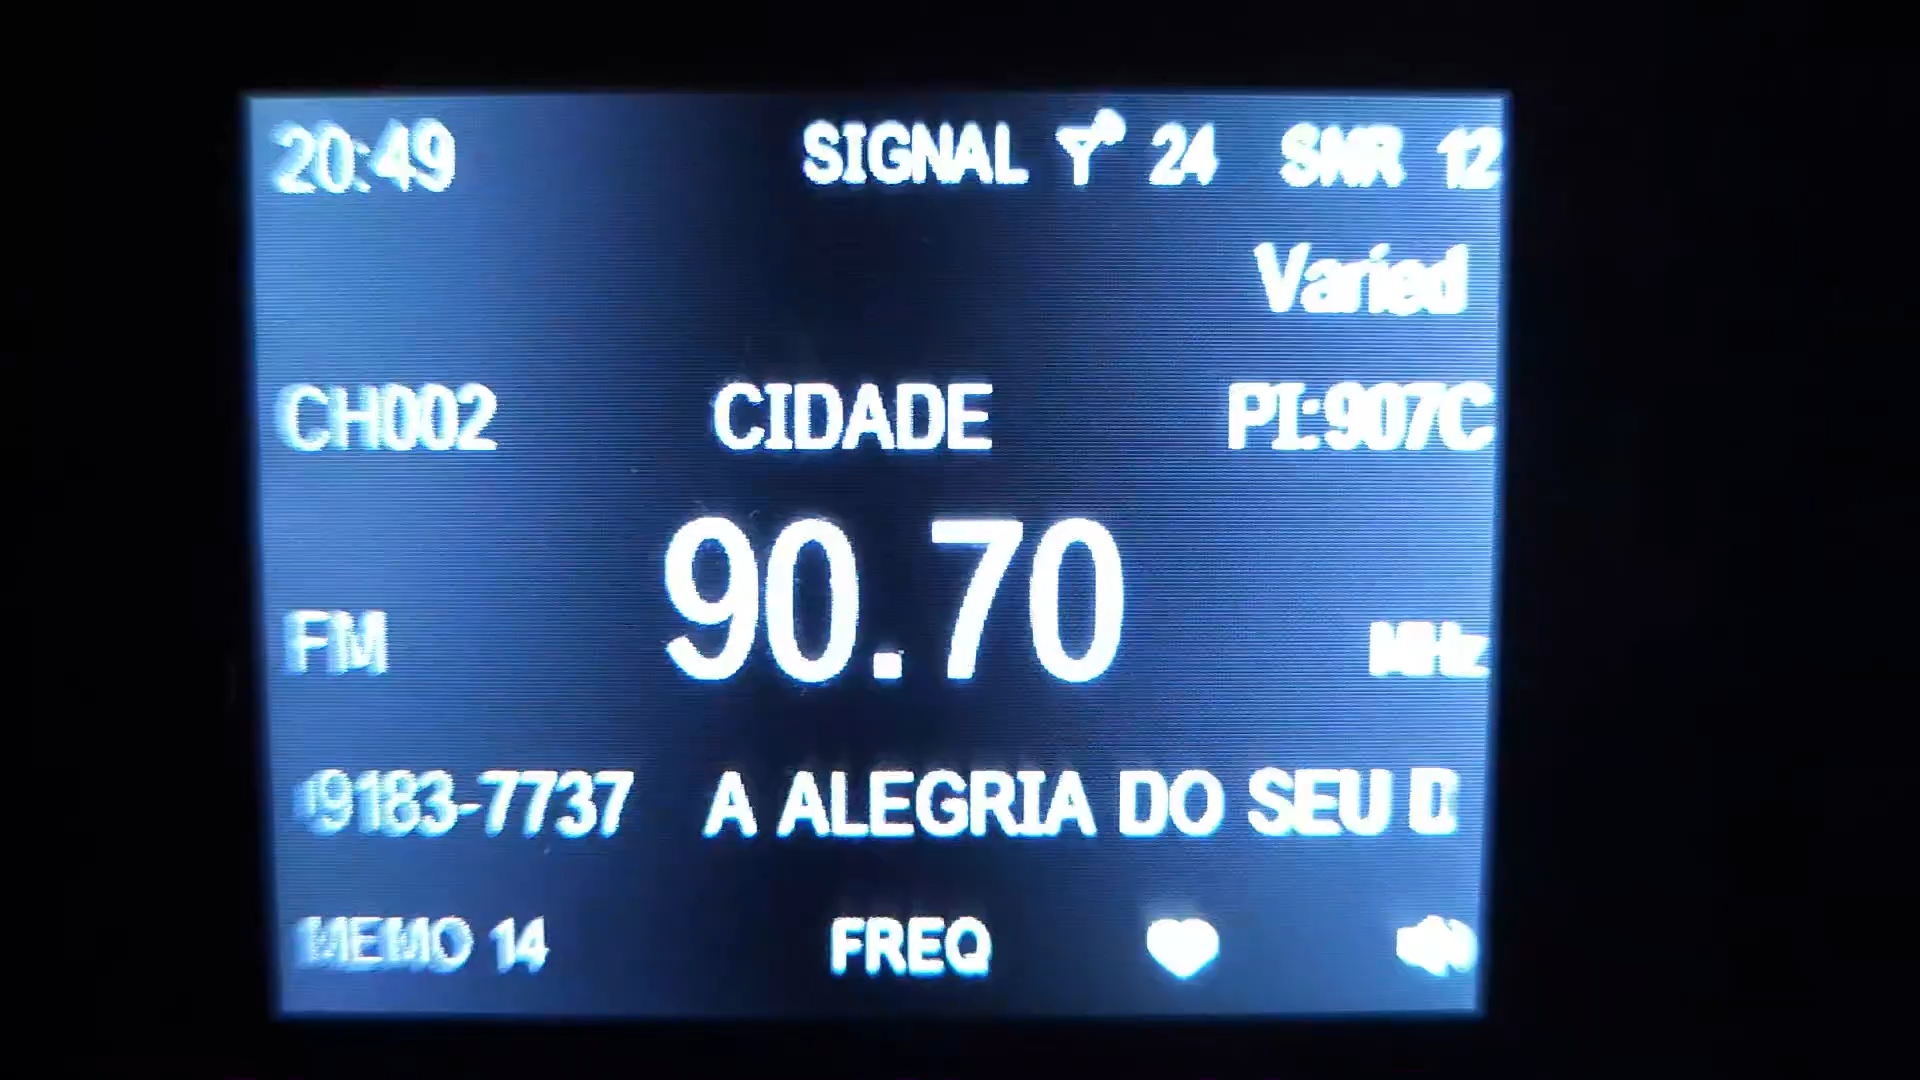 20:49 SIGNAL 24 SNR 12
Varied
CH002 CIDADE PI:907C
90.70
FM MHz
9183-7737 A ALEGRIA DO SEU D
MEMO 14 FREQ